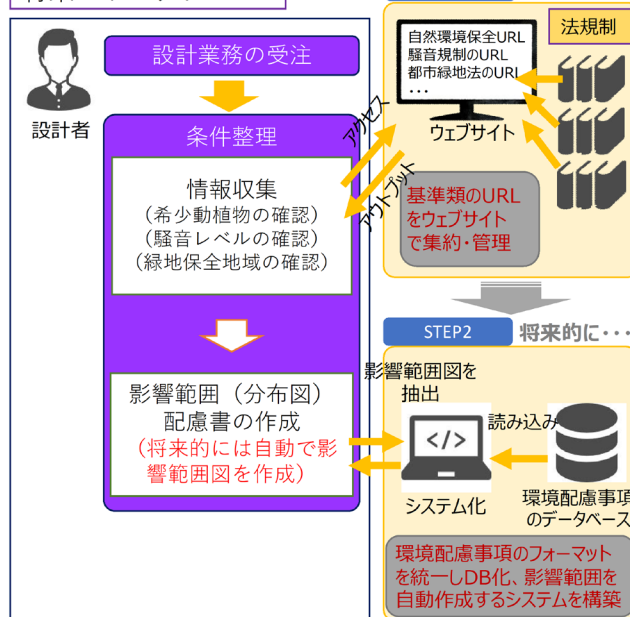 設計者
設計業務の受注
条件整理
情報収集
(希少動植物の確認)
(騒音レベルの確認)
(緑地保全地域の確認)
影響範囲(分布図)
配慮書の作成
(将来的には自動で影
響範囲図を作成)
アクセス
アウトプット
自然環境保全URL
騒音規制のURL
都市緑地法のURL
・・・
ウェブサイト
法規制
基準類のURL
をウェブサイト
で集約・管理
STEP2
将来的に・・・
影響範囲図を
抽出
</>
読み込み
システム化
環境配慮事項
のデータベース
環境配慮事項のフォーマット
を統一しDB化、影響範囲を
自動作成するシステムを構築